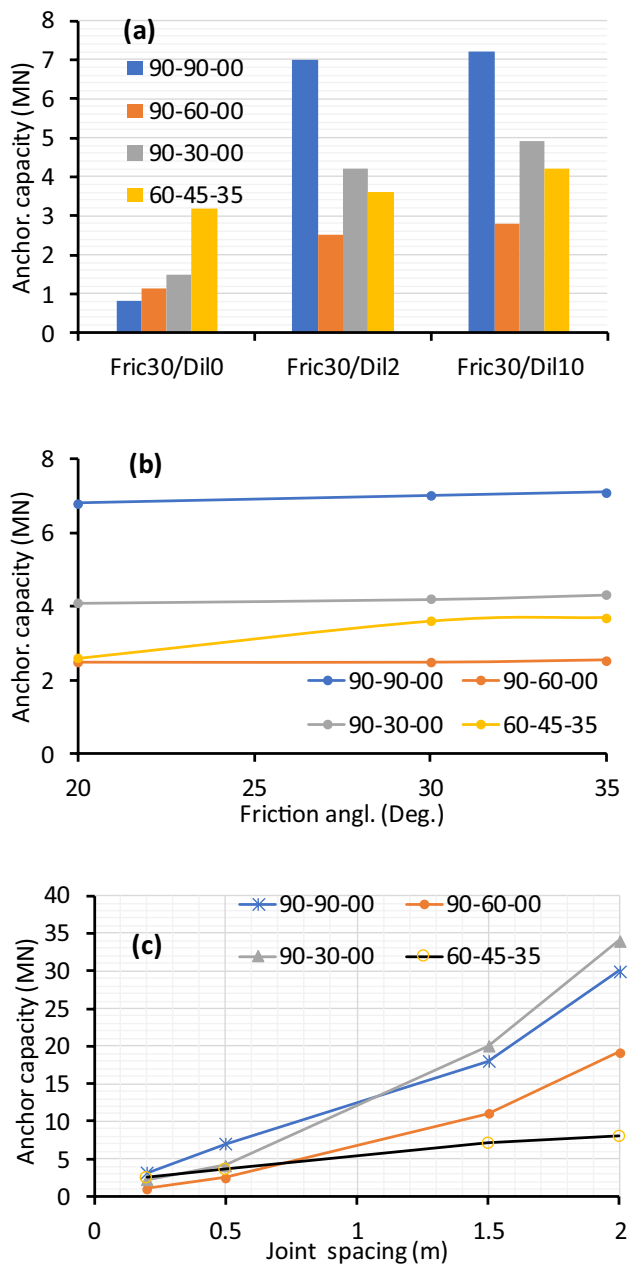 (a)
Anchor. capacity (MN)
8
7
6
5
4
3
2
1
0
90-90-00
90-60-00
90-30-00
60-45-35
Fric30/Dil0 Fric30/Dil2 Fric30/Dil10
(b)
Anchor. capacity (MN)
8
6
4
2
0
90-90-00 90-60-00
90-30-00 60-45-35
20 25 30 35
Friction angl. (Deg.)
(c)
Anchor capacity (MN)
40
35
30
25
20
15
10
5
0
90-90-00 90-60-00
90-30-00 60-45-35
0 0.5 1 1.5 2
Joint spacing (m)